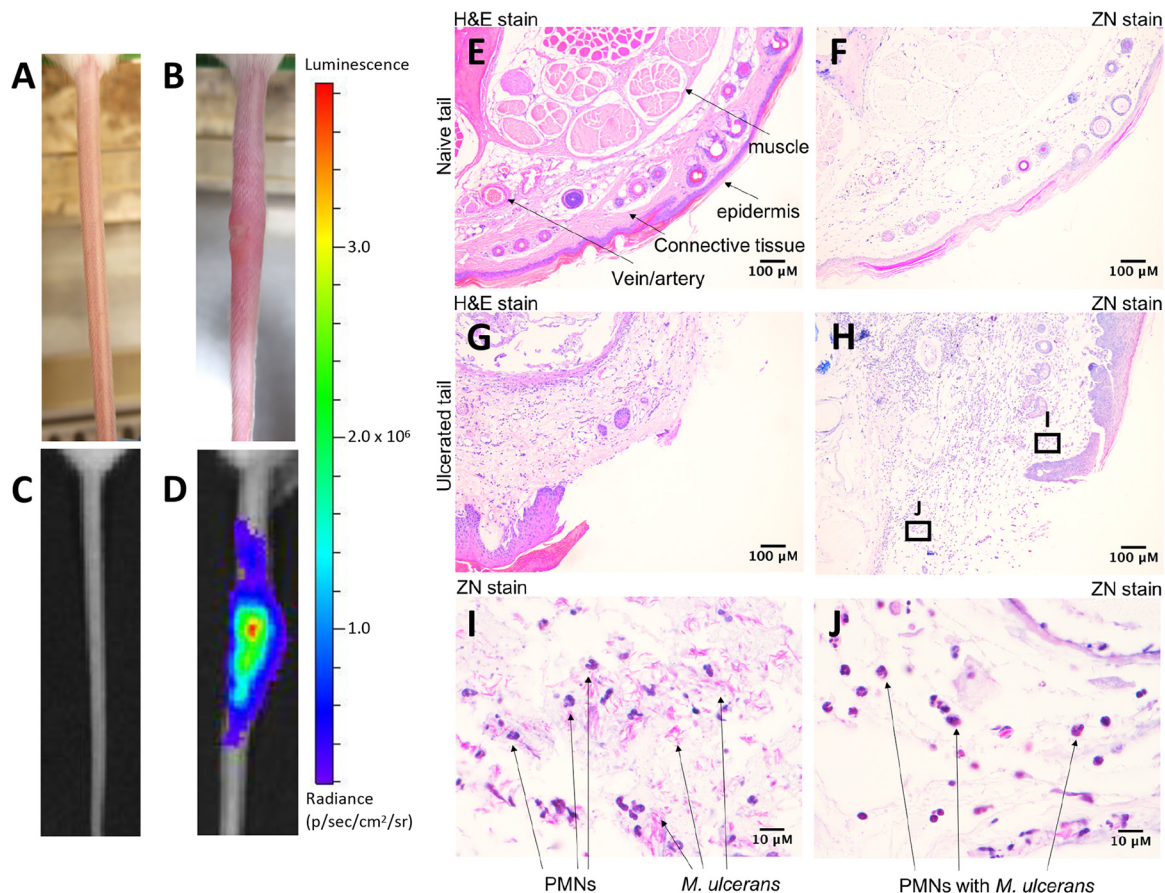 A
B
Luminescence
3.0
2.0 x 10⁶
1.0
Radiance
(p/sec/cm²/sr)
C
D
H&E stain
ZN stain
E
F
Naive tail
muscle
epidermis
Connective tissue
Vein/artery
100 µM
100 µM
H&E stain
ZN stain
G
H
Ulcerated tail
I
J
100 µM
100 µM
ZN stain
ZN stain
I
J
10 µM
10 µM
PMNs
M. ulcerans
PMNs with M. ulcerans